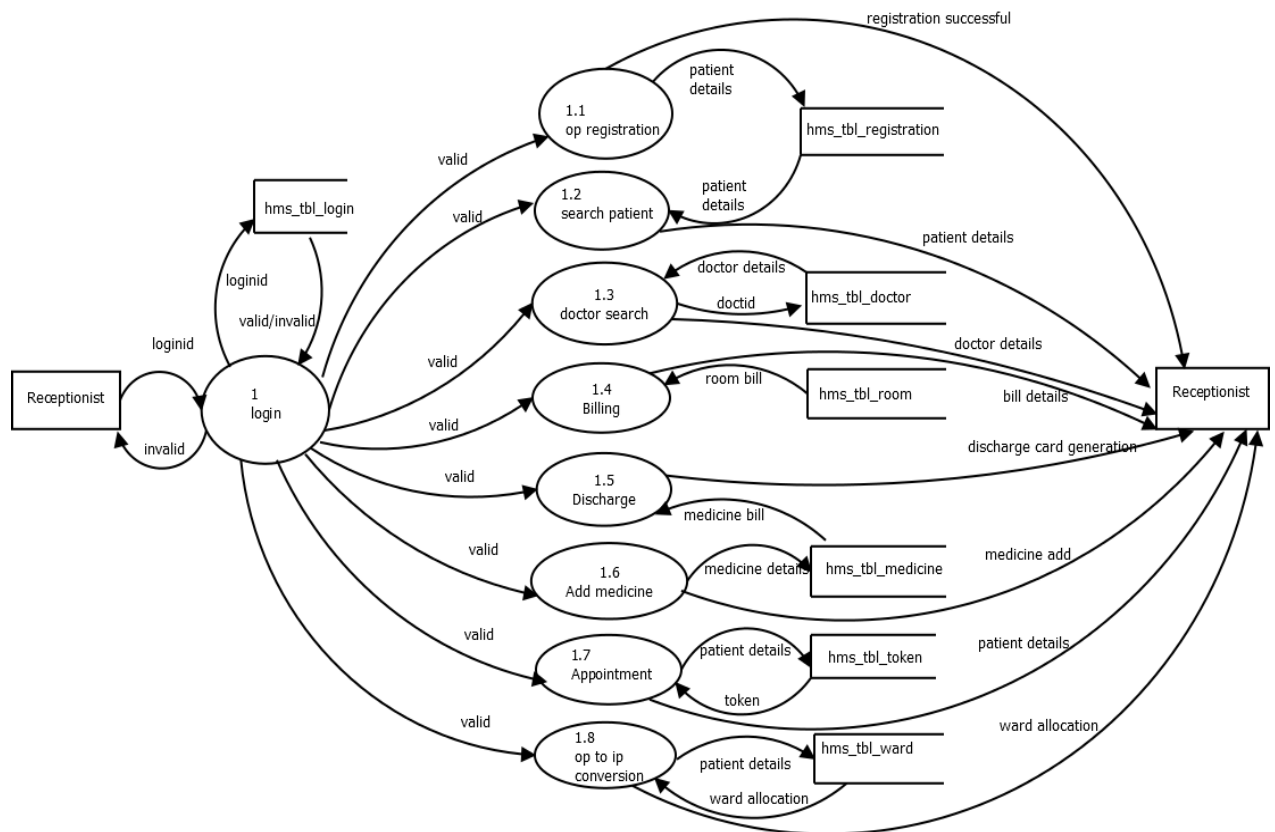 registration successful
patient
details
1.1
op registration
hms_tbl_registration
valid
patient
details
1.2
search patient
valid
hms_tbl_login
patient details
loginid
valid/invalid
doctor details
1.3
doctor search
doctid
hms_tbl_doctor
loginid
valid
doctor details
Receptionist
1
login
1.4
Billing
room bill
hms_tbl_room
bill details
Receptionist
valid
invalid
discharge card generation
valid
1.5
Discharge
medicine bill
valid
1.6
Add medicine
medicine details
hms_tbl_medicine
medicine add
valid
1.7
Appointment
patient details
hms_tbl_token
patient details
token
valid
1.8
op to ip
conversion
patient details
hms_tbl_ward
ward allocation
ward allocation